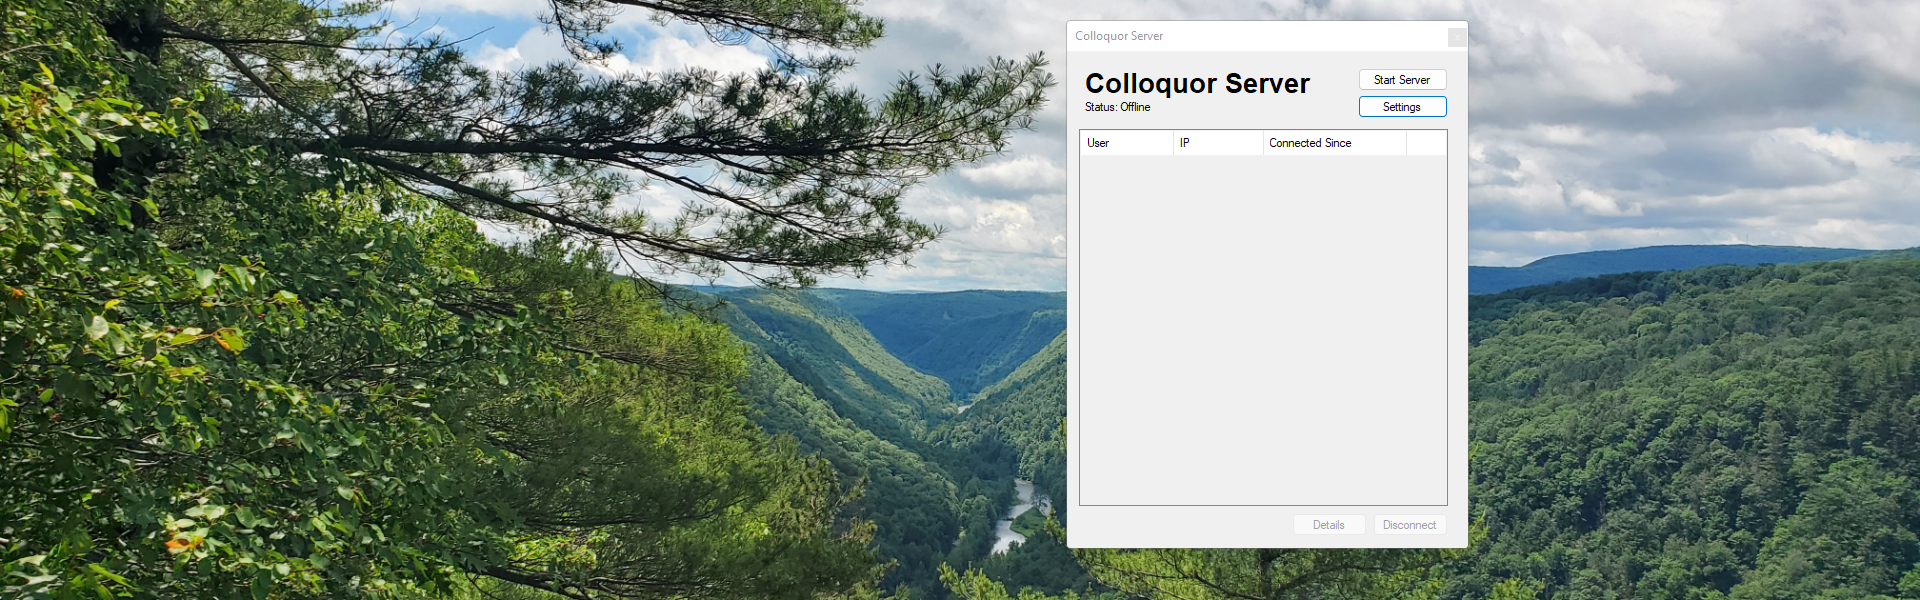 Colloquor Server
Colloquor Server
Start Server
Status: Offline
Settings
User
IP
Connected Since
Details
Disconnect